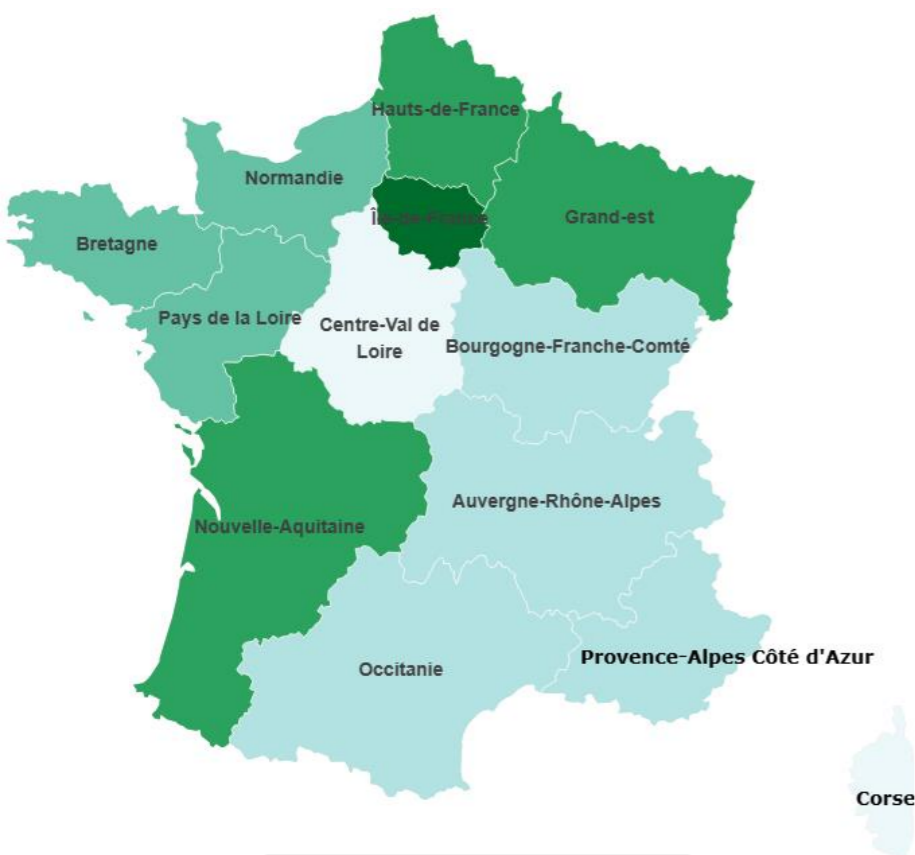 Hauts-de-France
Normandie
Île-de-France
Grand-est
Bretagne
Pays de la Loire
Centre-Val de
Loire
Bourgogne-Franche-Comté
Auvergne-Rhône-Alpes
Nouvelle-Aquitaine
Provence-Alpes Côté d'Azur
Occitanie
Corse